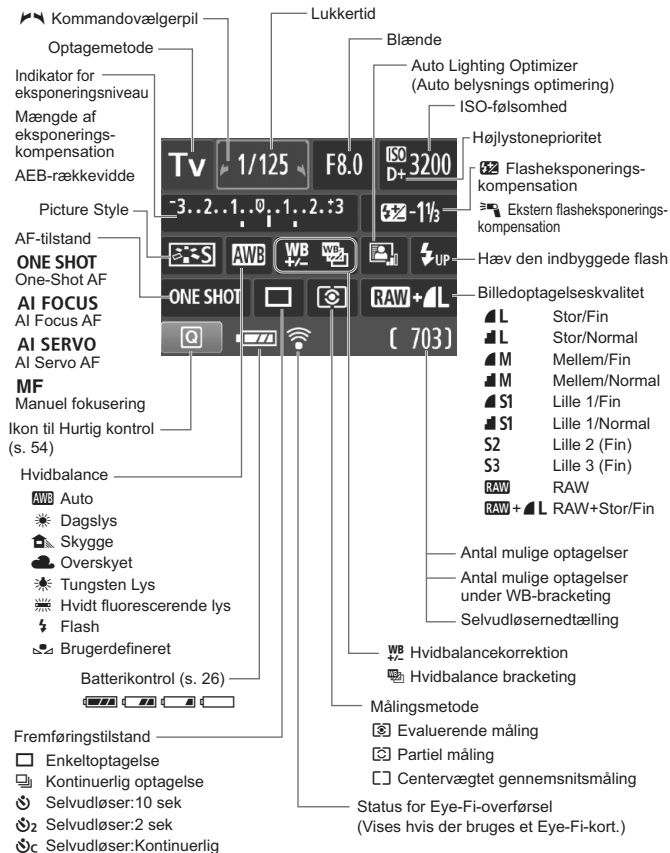 Kommandovælgerpil
Lukkertid
Optagemetode
Blænde
Indikator for
eksponeringsniveau
Auto Lighting Optimizer
(Auto belysnings optimering)
Mængde af
eksponerings-
kompensation
ISO-følsomhed
AEB-rækkevidde
Højlystoneprioritet
Flasheksponerings-
kompensation
Ekstern flasheksponerings-
kompensation
Picture Style
Hæv den indbyggede flash
Tv 1/125 F8.0 ISO D+ 3200
-3..2..1..0..1..2..+3 -1⅓
S AWB WB +/- WB UP
ONE SHOT RAW+L
Q [ 703]
AF-tilstand
ONE SHOT
One-Shot AF
AI FOCUS
AI Focus AF
AI SERVO
AI Servo AF
MF
Manuel fokusering
Ikon til Hurtig kontrol
(s. 54)
Billedoptagelseskvalitet
L Stor/Fin
L Stor/Normal
M Mellem/Fin
M Mellem/Normal
S1 Lille 1/Fin
S1 Lille 1/Normal
S2 Lille 2 (Fin)
S3 Lille 3 (Fin)
RAW RAW
RAW+L RAW+Stor/Fin
Hvidbalance
AWB Auto
Dagslys
Skygge
Overskyet
Tungsten Lys
Hvidt fluorescerende lys
Flash
Brugerdefineret
Antal mulige optagelser
Antal mulige optagelser
under WB-bracketing
Selvudløsernedtælling
WB +/- Hvidbalancekorrektion
WB Hvidbalance bracketing
Batterikontrol (s. 26)
Målingsmetode
Evaluerende måling
Partiel måling
Centervægtet gennemsnitsmåling
Fremføringstilstand
Enkeltoptagelse
Kontinuerlig optagelse
Selvudløser:10 sek
2 Selvudløser:2 sek
C Selvudløser:Kontinuerlig
Status for Eye-Fi-overførsel
(Vises hvis der bruges et Eye-Fi-kort.)